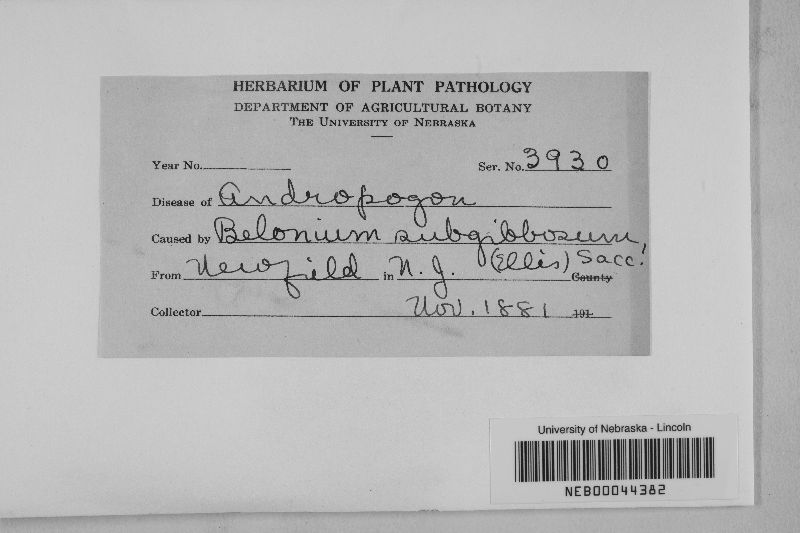 HERBARIUM OF PLANT PATHOLOGY
DEPARTMENT OF AGRICULTURAL BOTANY
THE UNIVERSITY OF NEBRASKA
Year No. Ser. No. 3930
Disease of Andropogon
Caused by Belonium subgibbosum,
(Ellis) Sacc.
From Newfield in N. J. County
Collector Nov. 1881 191
University of Nebraska - Lincoln
NEB00044382